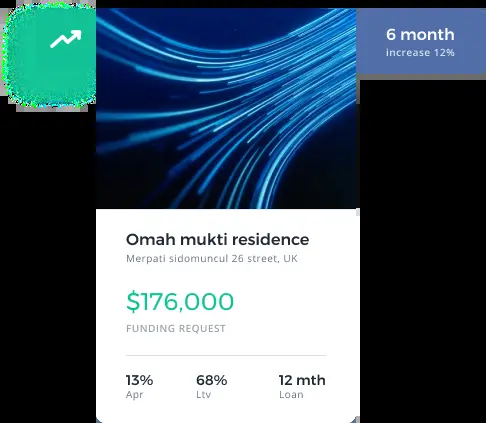 6 month
increase 12%
Omah mukti residence
Merpati sidomuncul 26 street, UK
$176,000
FUNDING REQUEST
13% 68% 12 mth
Apr Ltv Loan